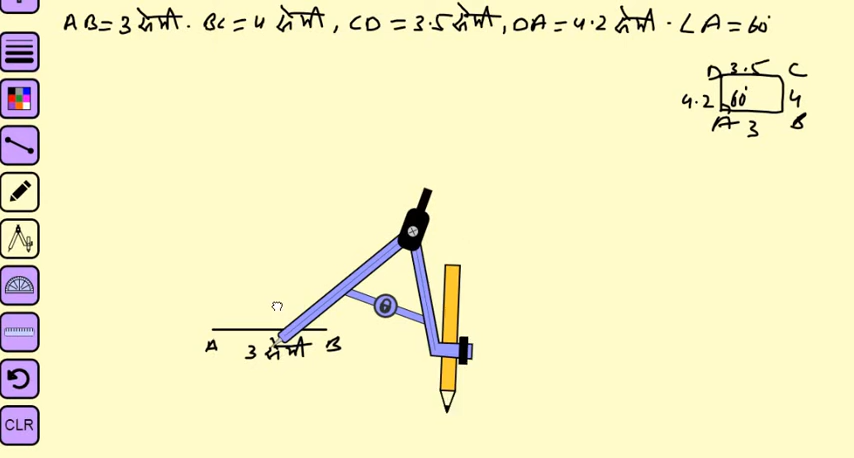 AB = 3 সেমি. BC = 4 সেমি, CD = 3.5 সেমি, DA = 4.2 সেমি. ∠A = 60°
D 3.5 C
4.2 60° 4
A 3 B
A 3 সেমি B
CLR